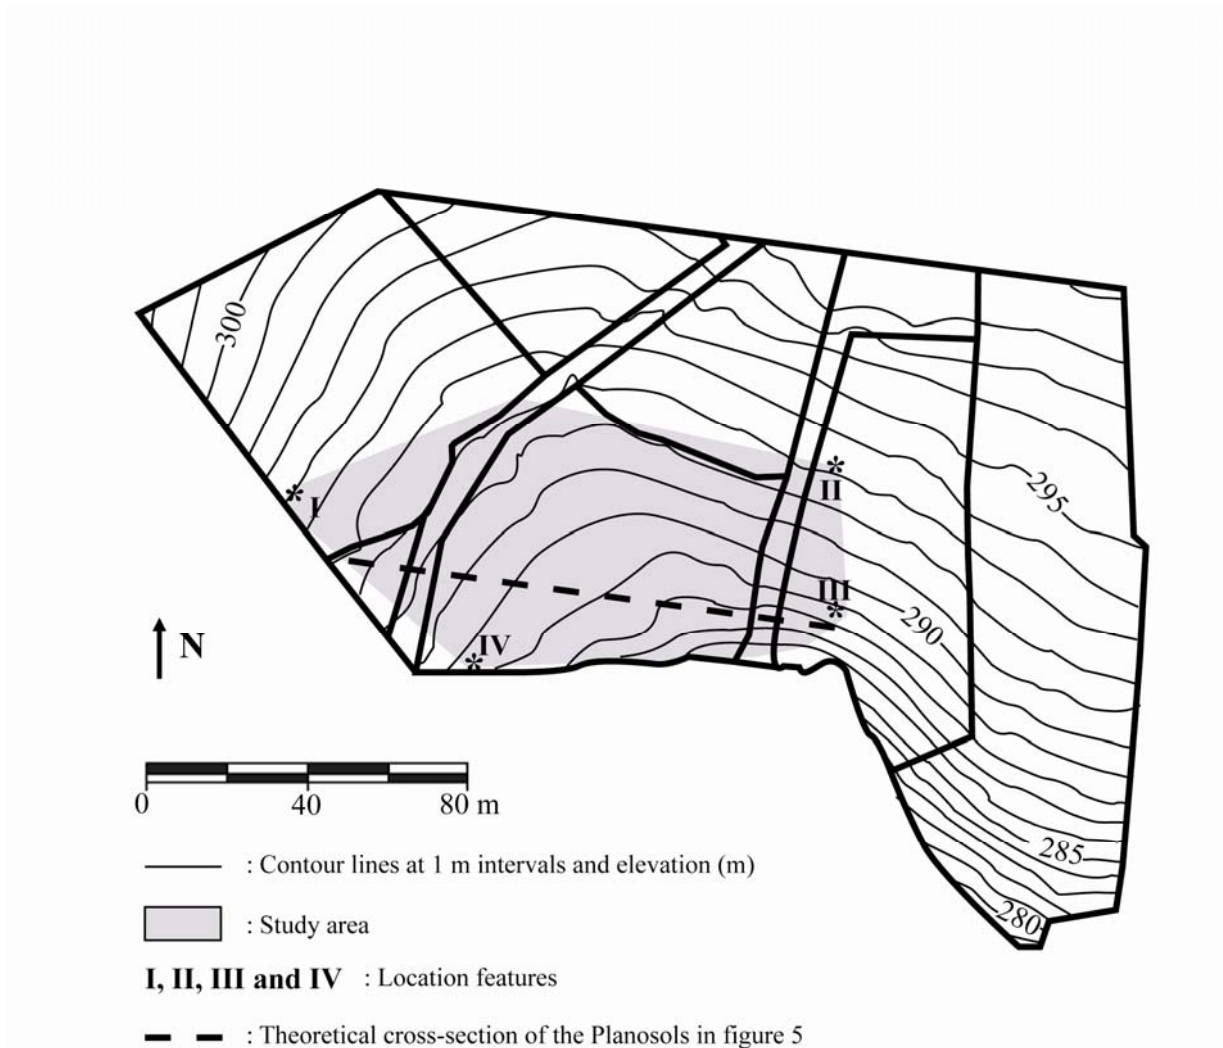 300
I
II
295
III
290
IV
N
0 40 80 m
285
280
: Contour lines at 1 m intervals and elevation (m)
: Study area
I, II, III and IV : Location features
: Theoretical cross-section of the Planosols in figure 5